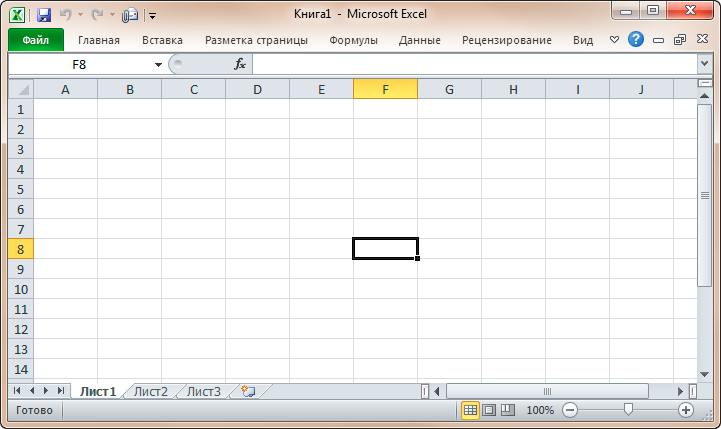 Книга1 - Microsoft Excel
Файл Главная Вставка Разметка страницы Формулы Данные Рецензирование Вид
F8 fx
A B C D E F G H I J
1
2
3
4
5
6
7
8
9
10
11
12
13
14
Лист1 Лист2 Лист3
Готово 100%